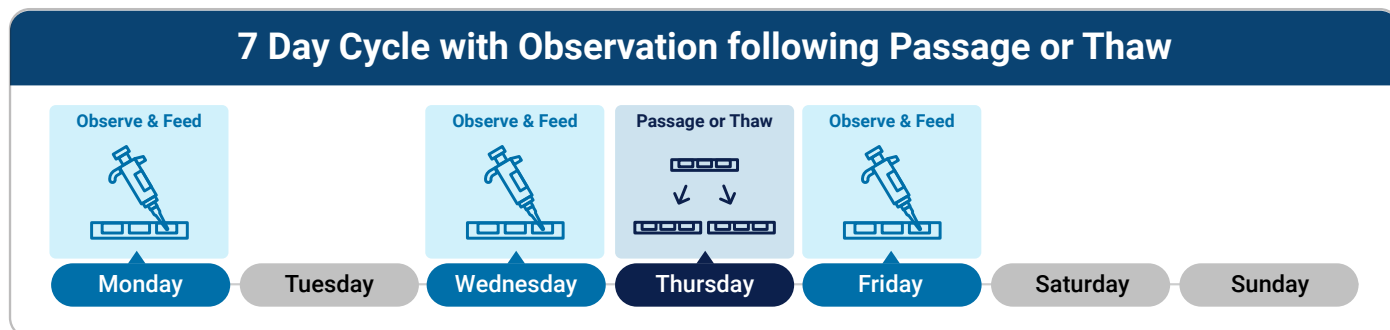 7 Day Cycle with Observation following Passage or Thaw
Observe & Feed
Observe & Feed
Passage or Thaw
Observe & Feed
Monday
Tuesday
Wednesday
Thursday
Friday
Saturday
Sunday